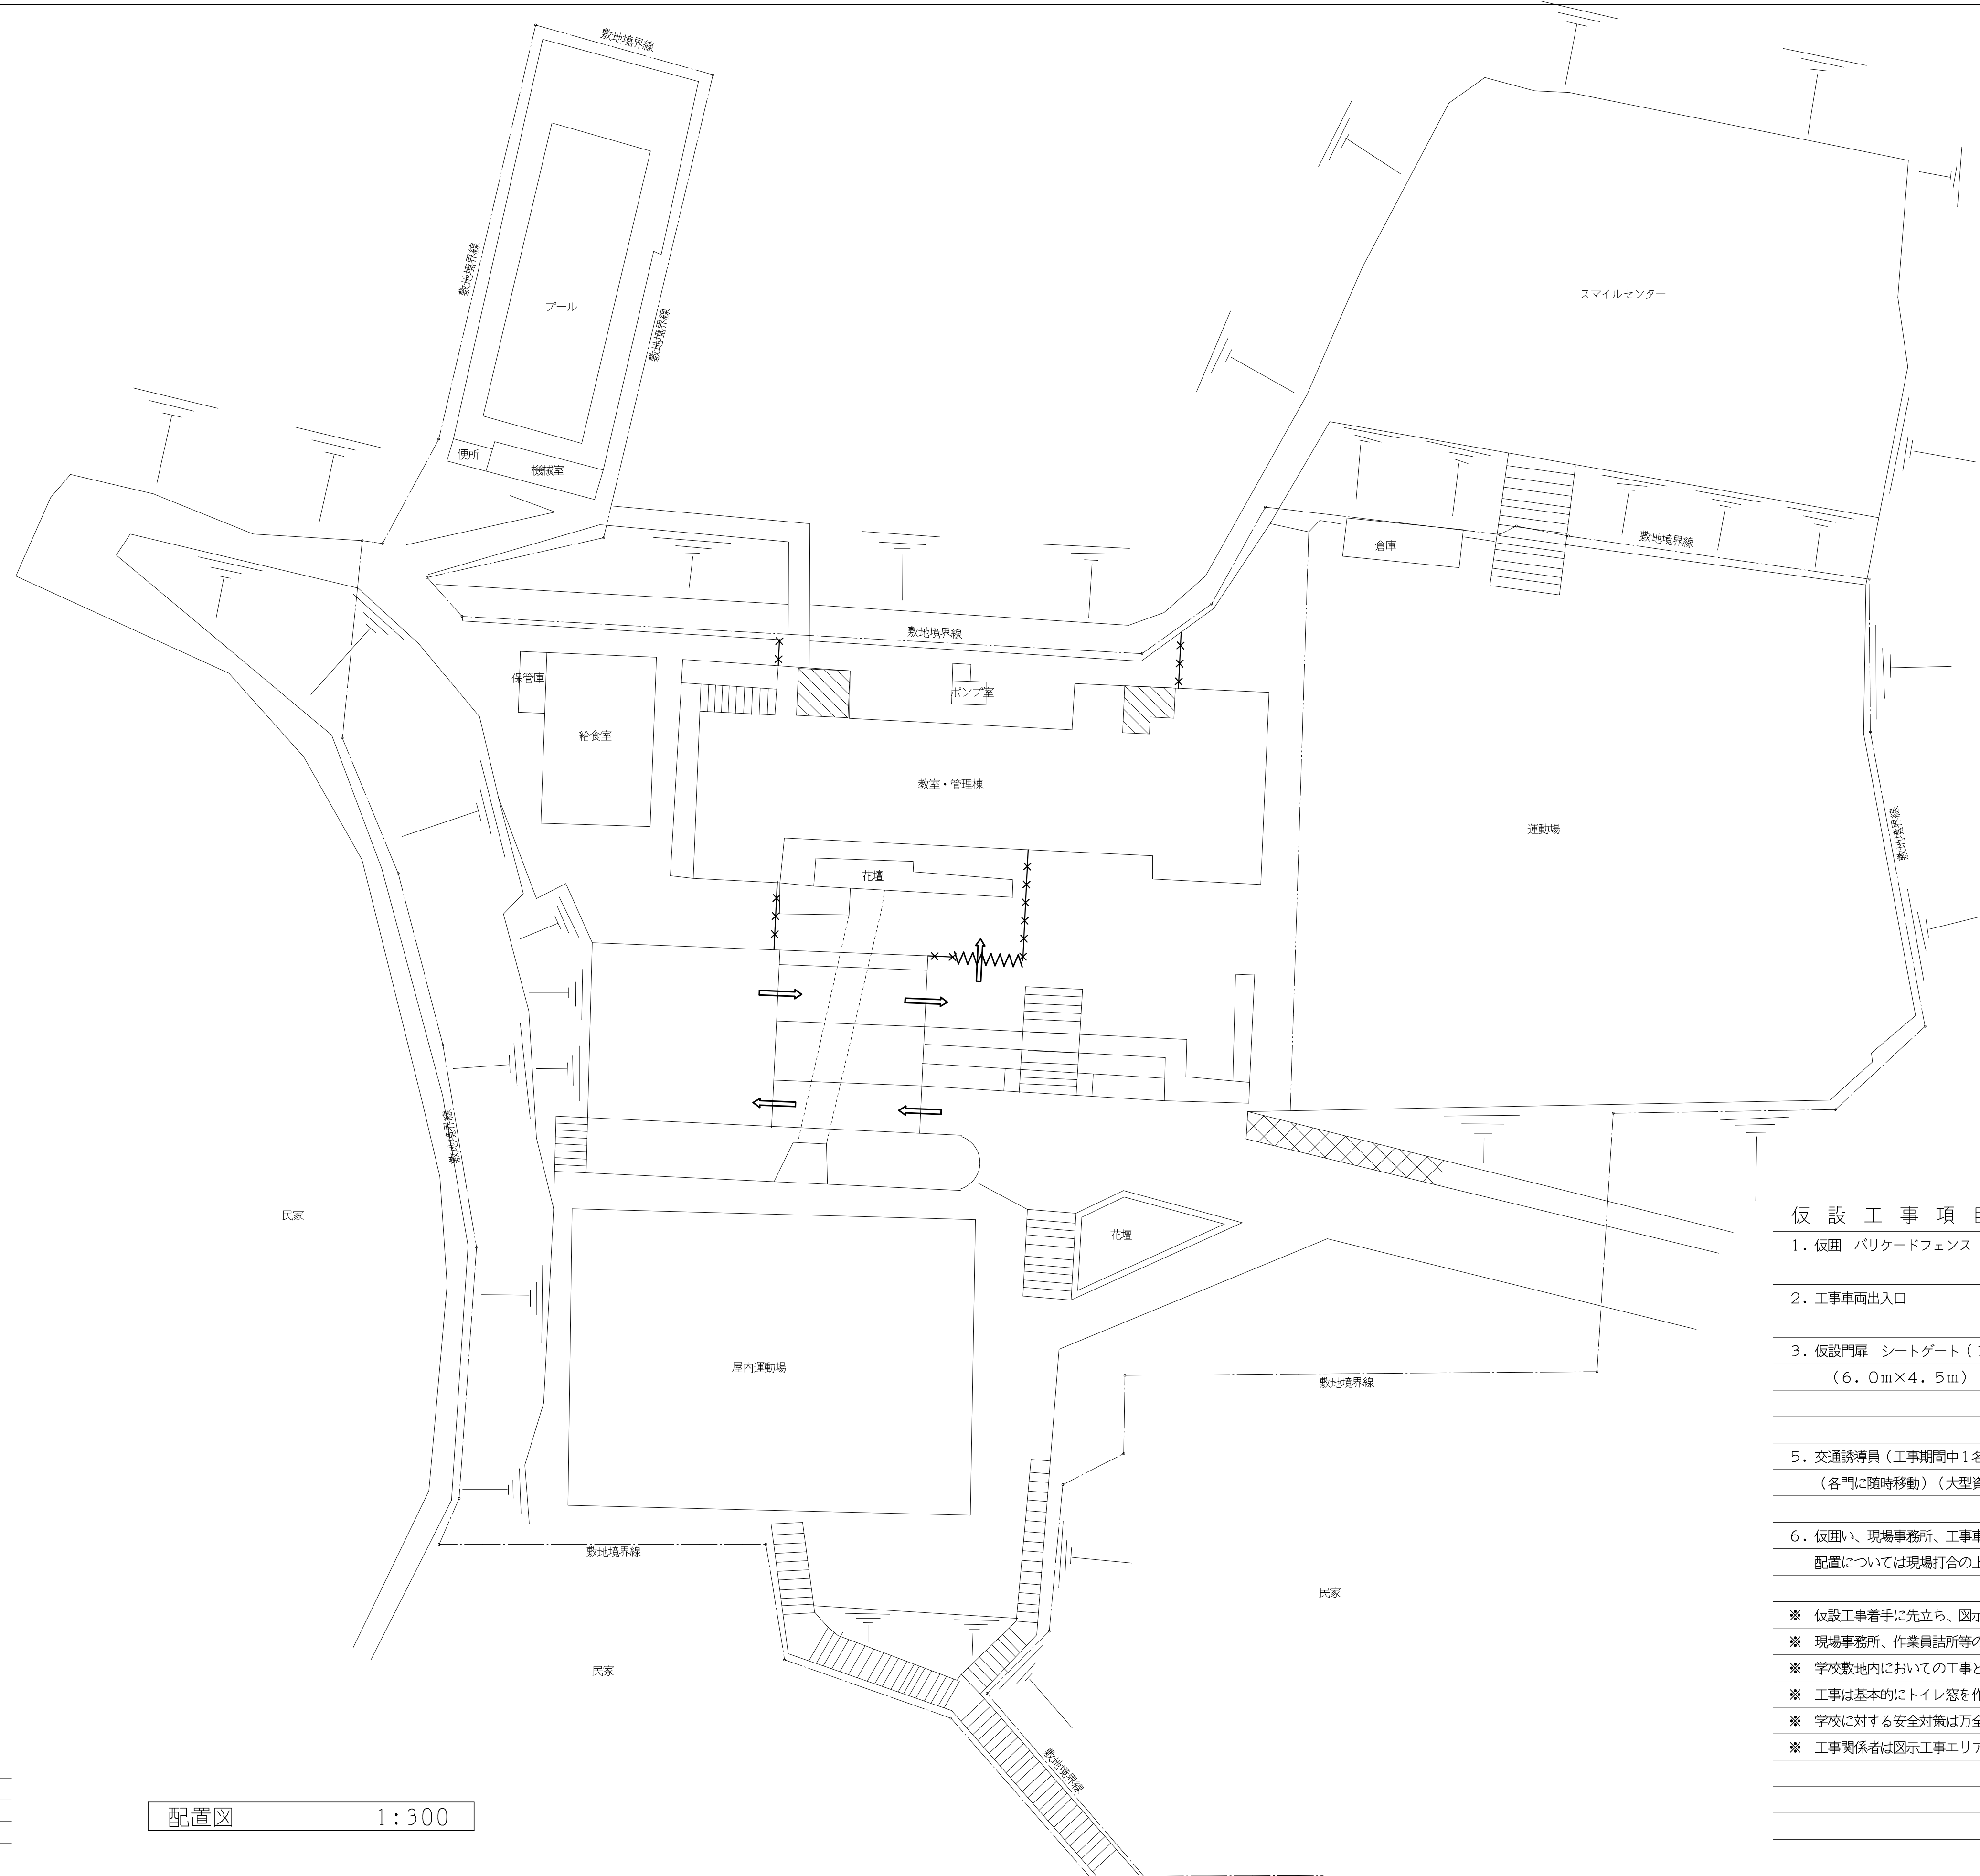 敷地境界線
敷地境界線
プール
敷地境界線
スマイルセンター
便所
機械室
倉庫
敷地境界線
敷地境界線
保管庫
ポンプ室
給食室
教室・管理棟
運動場
敷地境界線
花壇
敷地境界線
民家
花壇
屋内運動場
敷地境界線
敷地境界線
民家
民家
敷地境界線
仮設工事項
1．仮囲　バリケードフェンス
2．工事車両出入口
3．仮設門扉　シートゲート（
（6．0m×4．5m）
5．交通誘導員（工事期間中1名
（各門に随時移動）（大型資
6．仮囲い、現場事務所、工事車
配置については現場打合の上
※　仮設工事着手に先立ち、図示
※　現場事務所、作業員詰所等の
※　学校敷地内においての工事と
※　工事は基本的にトイレ窓を作
※　学校に対する安全対策は万全
※　工事関係者は図示工事エリア
配置図　1:300